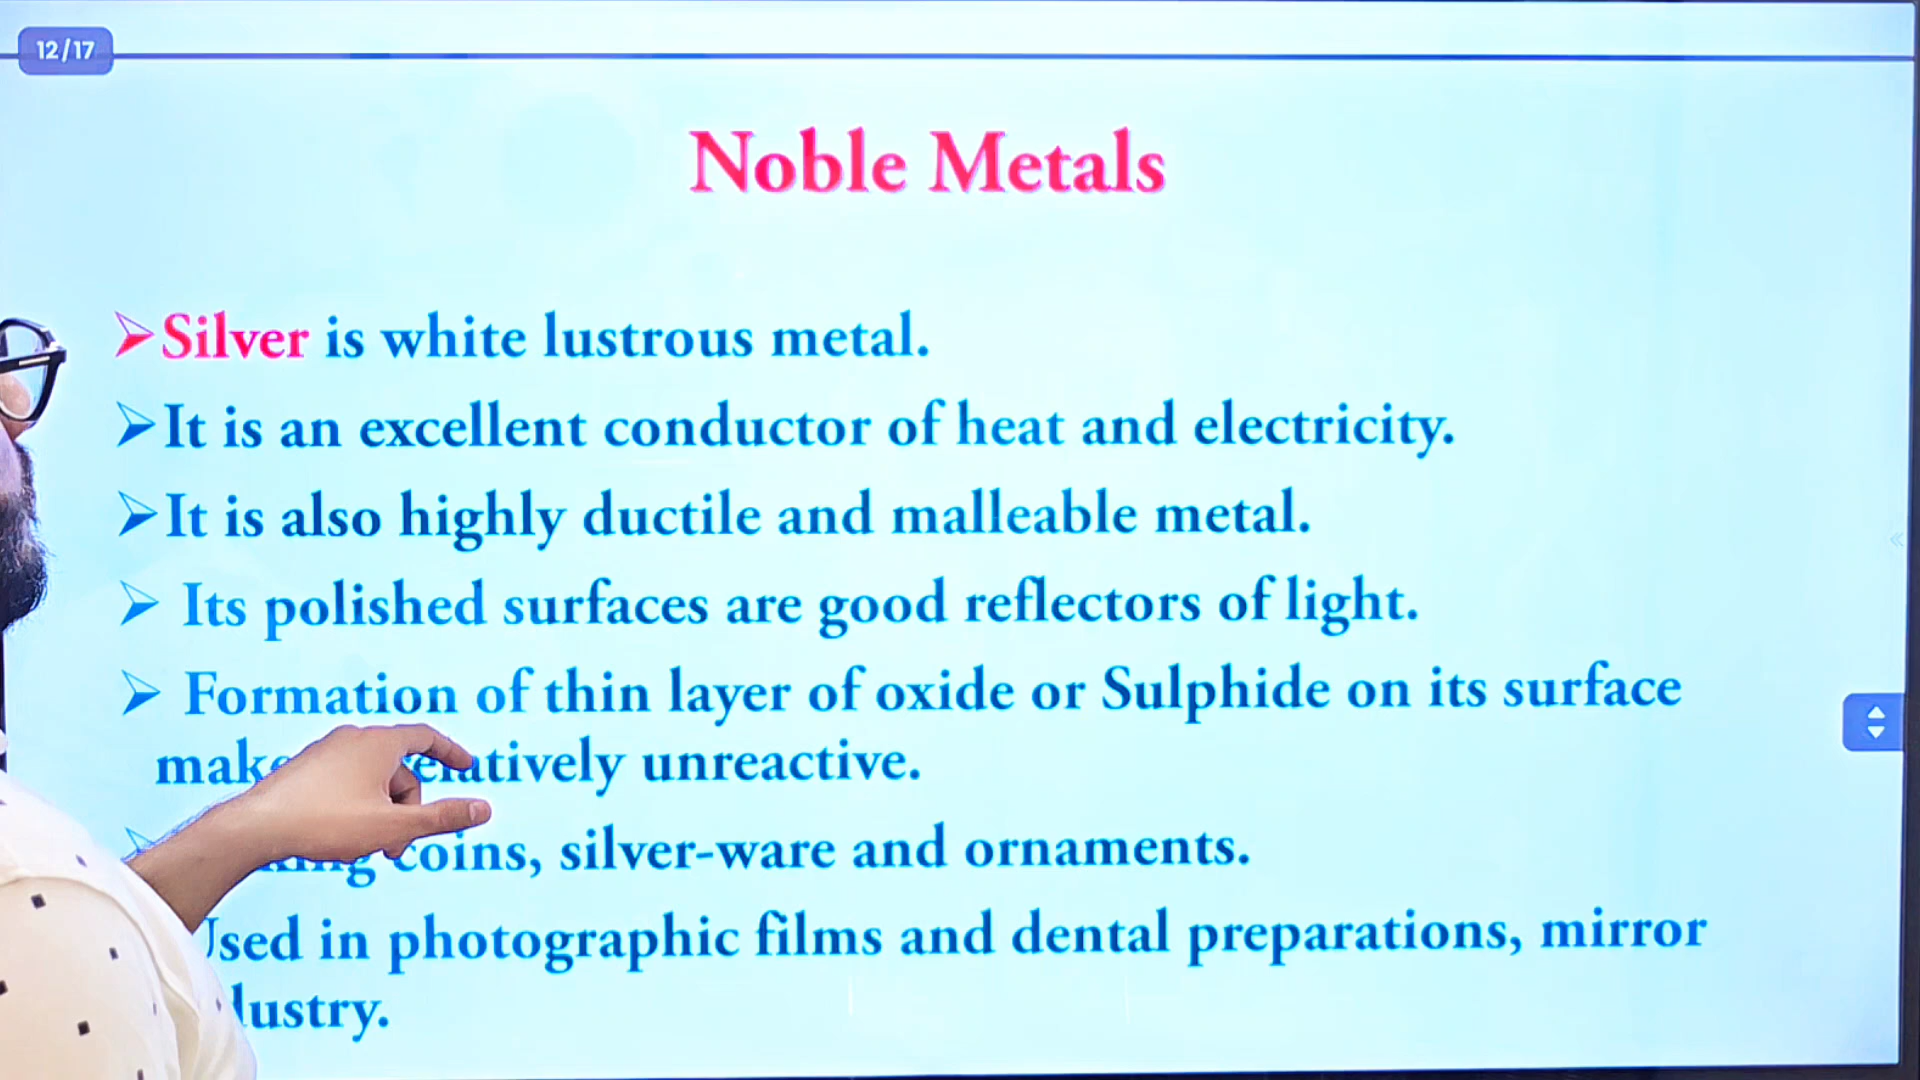 12/17
Noble Metals
➢Silver is white lustrous metal.
➢It is an excellent conductor of heat and electricity.
➢It is also highly ductile and malleable metal.
➢ Its polished surfaces are good reflectors of light.
➢ Formation of thin layer of oxide or Sulphide on its surface
unreactive.
coins, silver-ware and ornaments.
Used in photographic films and dental preparations, mirror